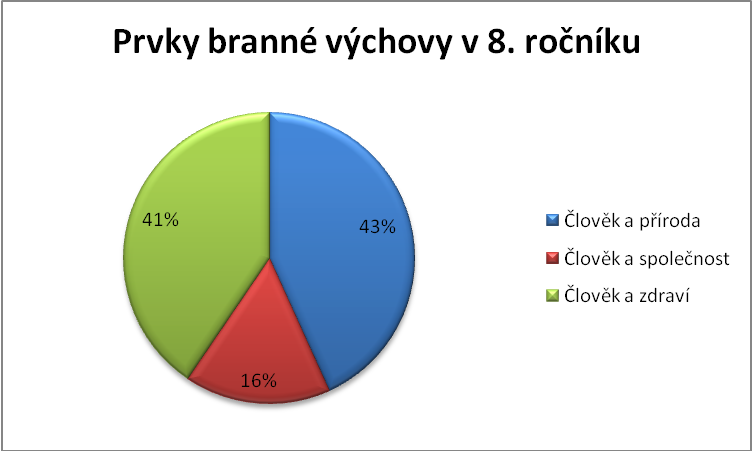 Prvky branné výchovy v 8. ročníku
41%
43%
16%
Člověk a příroda
Člověk a společnost
Člověk a zdraví